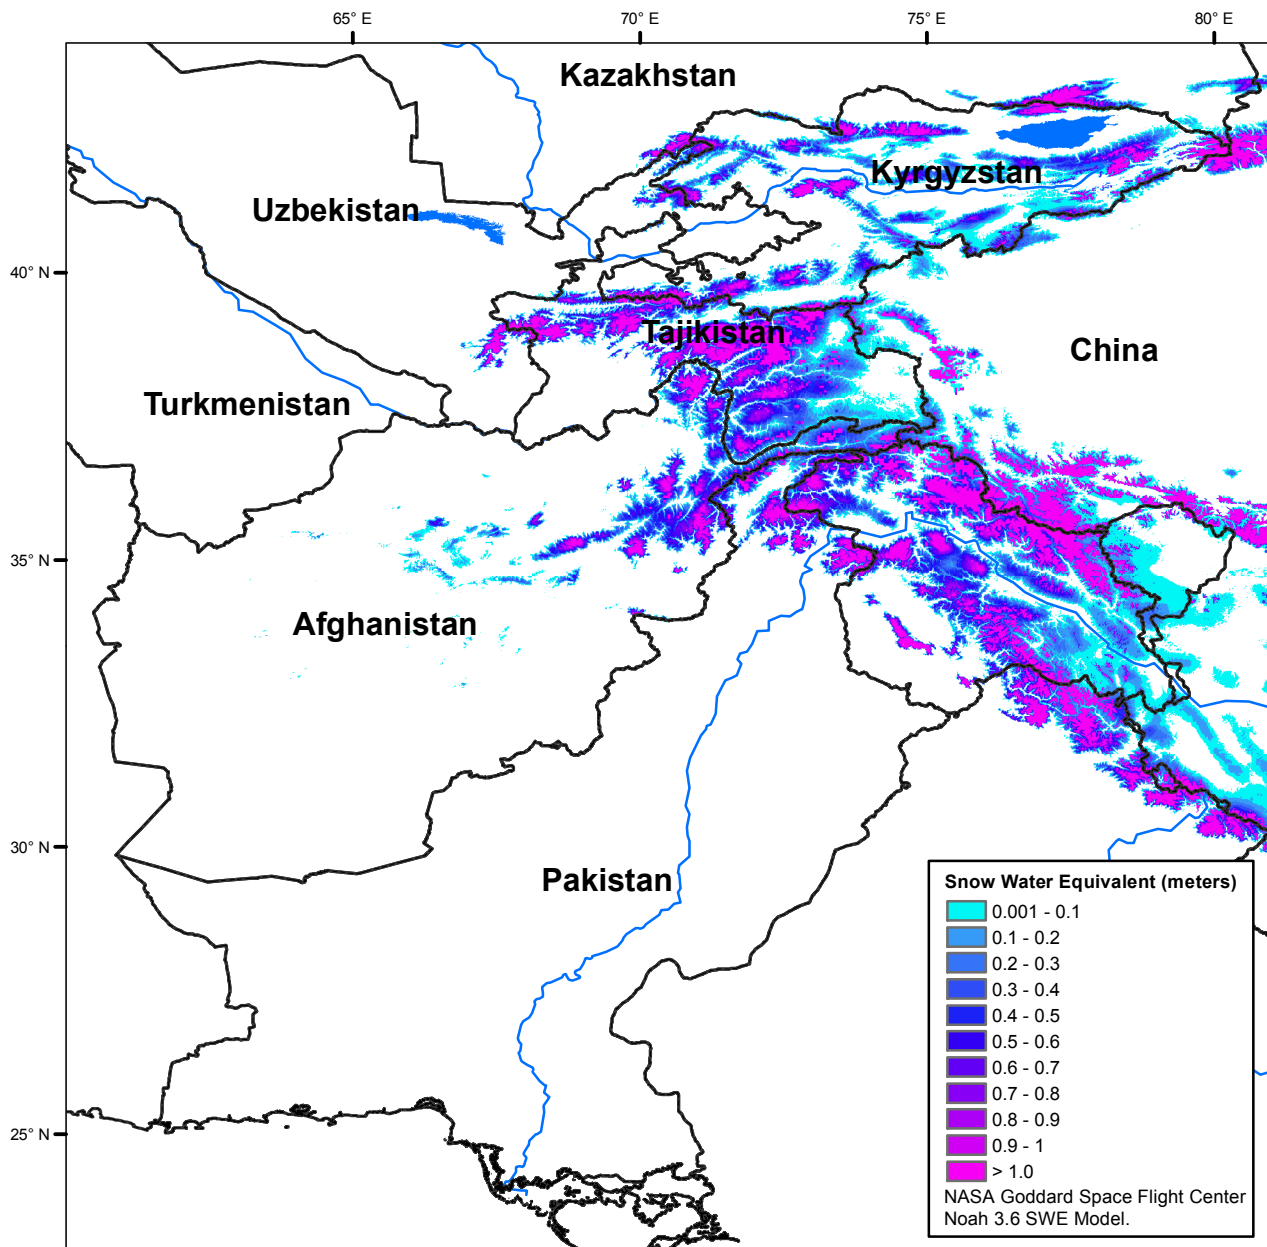 65° E
70° E
75° E
80° E
Kazakhstan
Kyrgyzstan
Uzbekistan
40° N
Tajikistan
China
Turkmenistan
35° N
Afghanistan
30° N
Pakistan
25° N
Snow Water Equivalent (meters)
0.001 - 0.1
0.1 - 0.2
0.2 - 0.3
0.3 - 0.4
0.4 - 0.5
0.5 - 0.6
0.6 - 0.7
0.7 - 0.8
0.8 - 0.9
0.9 - 1
> 1.0
NASA Goddard Space Flight Center
Noah 3.6 SWE Model.